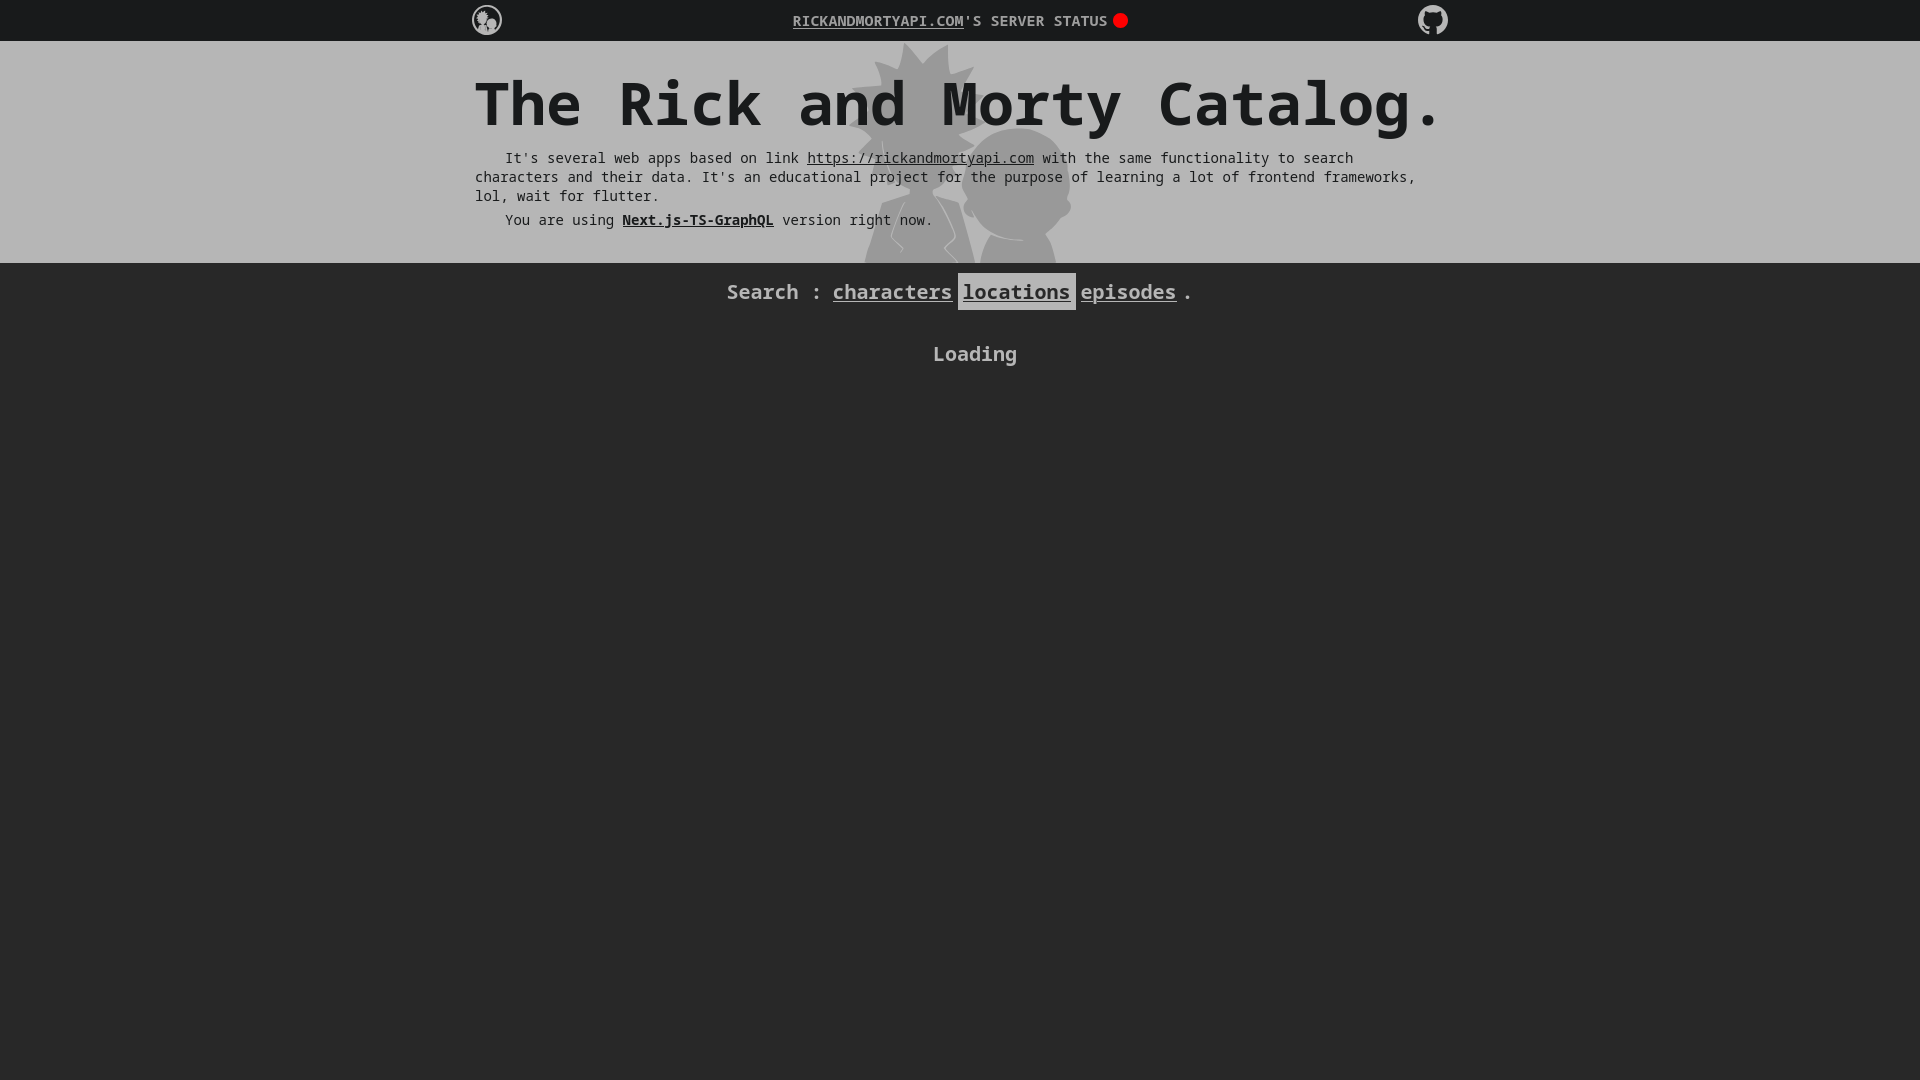 RICKANDMORTYAPI.COM'S SERVER STATUS
The Rick and Morty Catalog.
It's several web apps based on link https://rickandmortyapi.com with the same functionality to search
characters and their data. It's an educational project for the purpose of learning a lot of frontend frameworks,
lol, wait for flutter.
You are using Next.js-TS-GraphQL version right now.
Search : characters locations episodes .
Loading